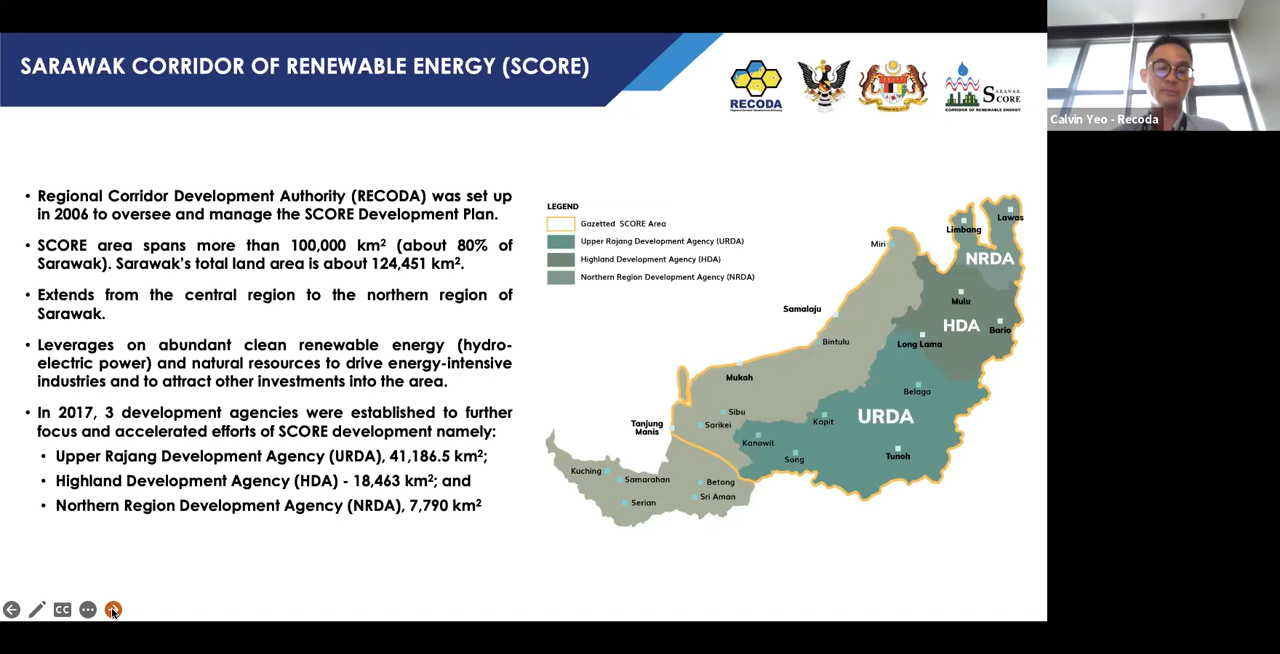 SARAWAK CORRIDOR OF RENEWABLE ENERGY (SCORE)
RECODA
SARAWAK
SCORE
CORRIDOR OF RENEWABLE ENERGY
Calvin Yeo - Recoda
• Regional Corridor Development Authority (RECODA) was set up
in 2006 to oversee and manage the SCORE Development Plan.
• SCORE area spans more than 100,000 km² (about 80% of
Sarawak). Sarawak's total land area is about 124,451 km².
• Extends from the central region to the northern region of
Sarawak.
• Leverages on abundant clean renewable energy (hydro-
electric power) and natural resources to drive energy-intensive
industries and to attract other investments into the area.
• In 2017, 3 development agencies were established to further
focus and accelerated efforts of SCORE development namely:
• Upper Rajang Development Agency (URDA), 41,186.5 km²;
• Highland Development Agency (HDA) - 18,463 km²; and
• Northern Region Development Agency (NRDA), 7,790 km²
LEGEND
Gazetted SCORE Area
Upper Rajang Development Agency (URDA)
Highland Development Agency (HDA)
Northern Region Development Agency (NRDA)
Lawas
Limbang
Miri
NRDA
Mulu
Samalaju
HDA
Bario
Bintulu
Long Lama
Mukah
Belaga
Sibu
URDA
Kapit
Tanjung
Manis
Sarikei
Kanowit
Tunoh
Song
Kuching
Samarahan
Betong
Sri Aman
Serian
CC